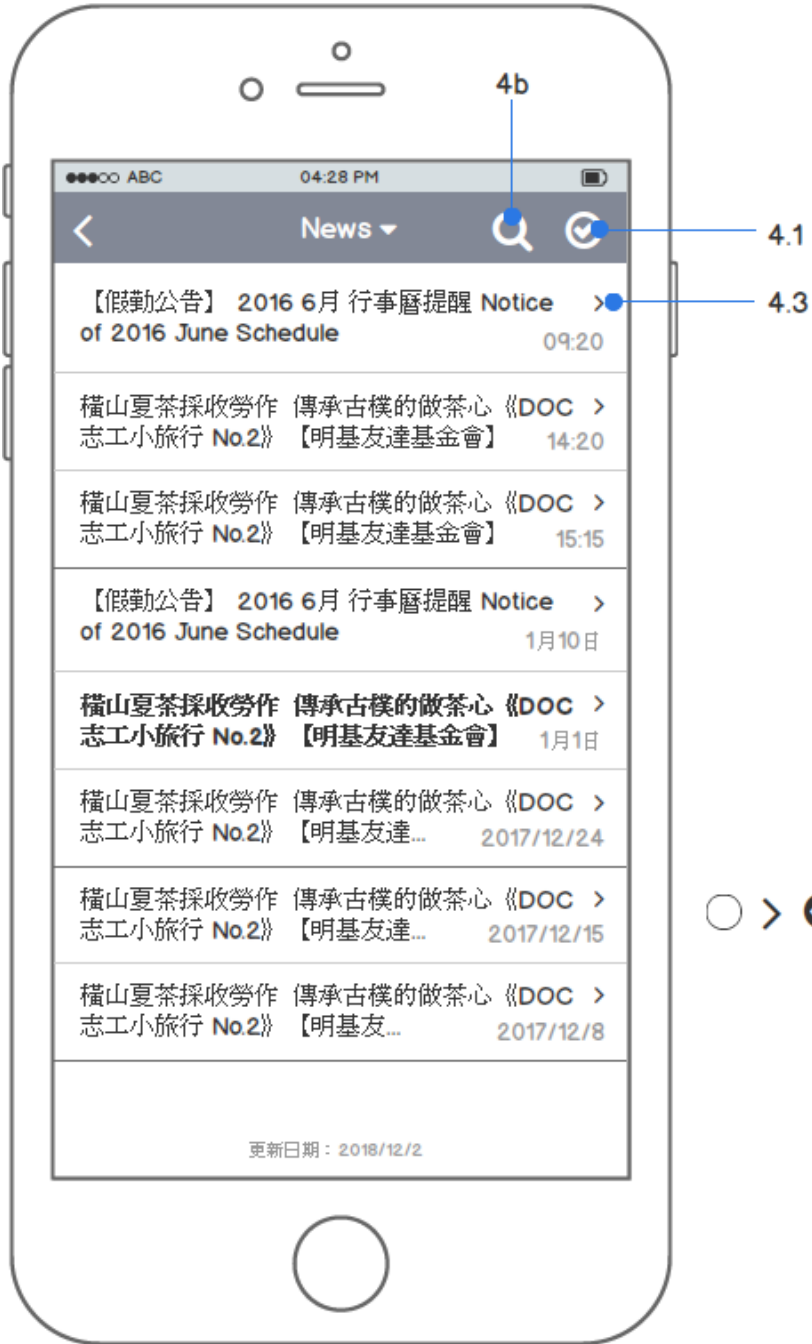 4b
ABC 04:28 PM
News
4.1
【假勤公告】 2016 6月 行事曆提醒 Notice
4.3
of 2016 June Schedule
09:20
橫山夏茶採收勞作 傳承古樸的做茶心《DOC
志工小旅行 No.2》【明基友達基金會】 14:20
橫山夏茶採收勞作 傳承古樸的做茶心《DOC
志工小旅行 No.2》【明基友達基金會】 15:15
【假勤公告】 2016 6月 行事曆提醒 Notice
of 2016 June Schedule 1月10日
橫山夏茶採收勞作 傳承古樸的做茶心《DOC
志工小旅行 No.2》【明基友達基金會】 1月1日
橫山夏茶採收勞作 傳承古樸的做茶心《DOC
志工小旅行 No.2》【明基友達... 2017/12/24
橫山夏茶採收勞作 傳承古樸的做茶心《DOC
志工小旅行 No.2》【明基友達... 2017/12/15
橫山夏茶採收勞作 傳承古樸的做茶心《DOC
志工小旅行 No.2》【明基友... 2017/12/8
更新日期：2018/12/2